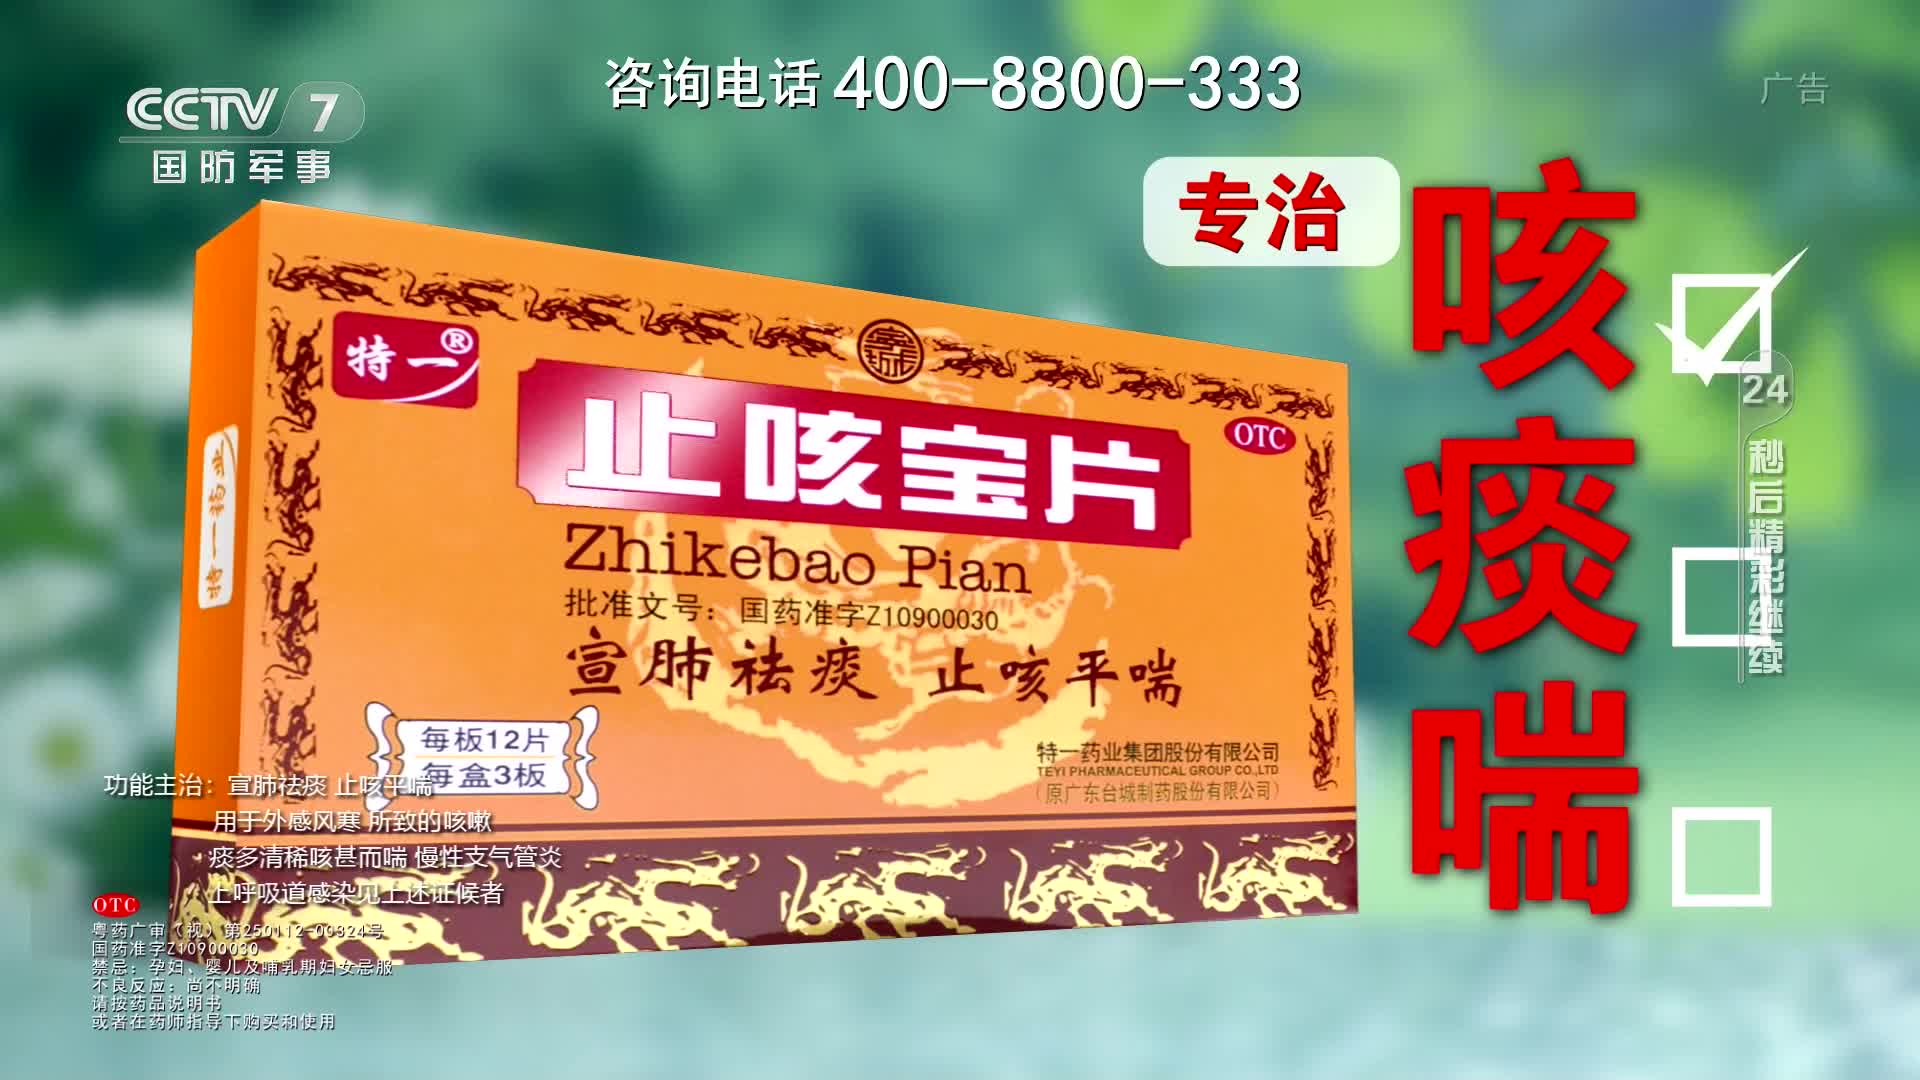 咨询电话 400-8800-333
CCTV 7
国防军事
广告
专治
咳
痰
喘
24
秒后精彩继续
特一®
止咳宝片
OTC
Zhikebao Pian
批准文号：国药准字Z10900030
宣肺祛痰 止咳平喘
每板12片
每盒3板
特一药业集团股份有限公司
TEYI PHARMACEUTICAL GROUP CO.,LTD
（原广东台城制药股份有限公司）
特一药业
功能主治：宣肺祛痰 止咳平喘
用于外感风寒 所致的咳嗽
痰多清稀咳甚而喘 慢性支气管炎
上呼吸道感染见上述证候者
OTC
粤药广审（视）第250112-00324号
国药准字Z10900030
禁忌：孕妇、婴儿及哺乳期妇女忌服
不良反应：尚不明确
请按药品说明书
或者在药师指导下购买和使用